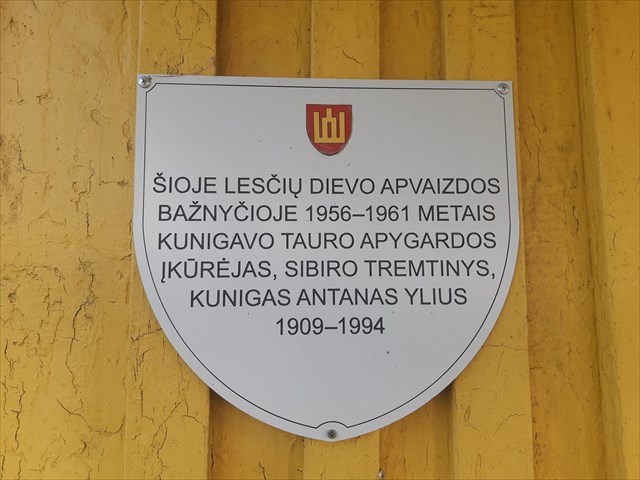 ŠIOJE LESČIŲ DIEVO APVAIZDOS
BAŽNYČIOJE 1956–1961 METAIS
KUNIGAVO TAURO APYGARDOS
ĮKŪRĖJAS, SIBIRO TREMTINYS,
KUNIGAS ANTANAS YLIUS
1909–1994